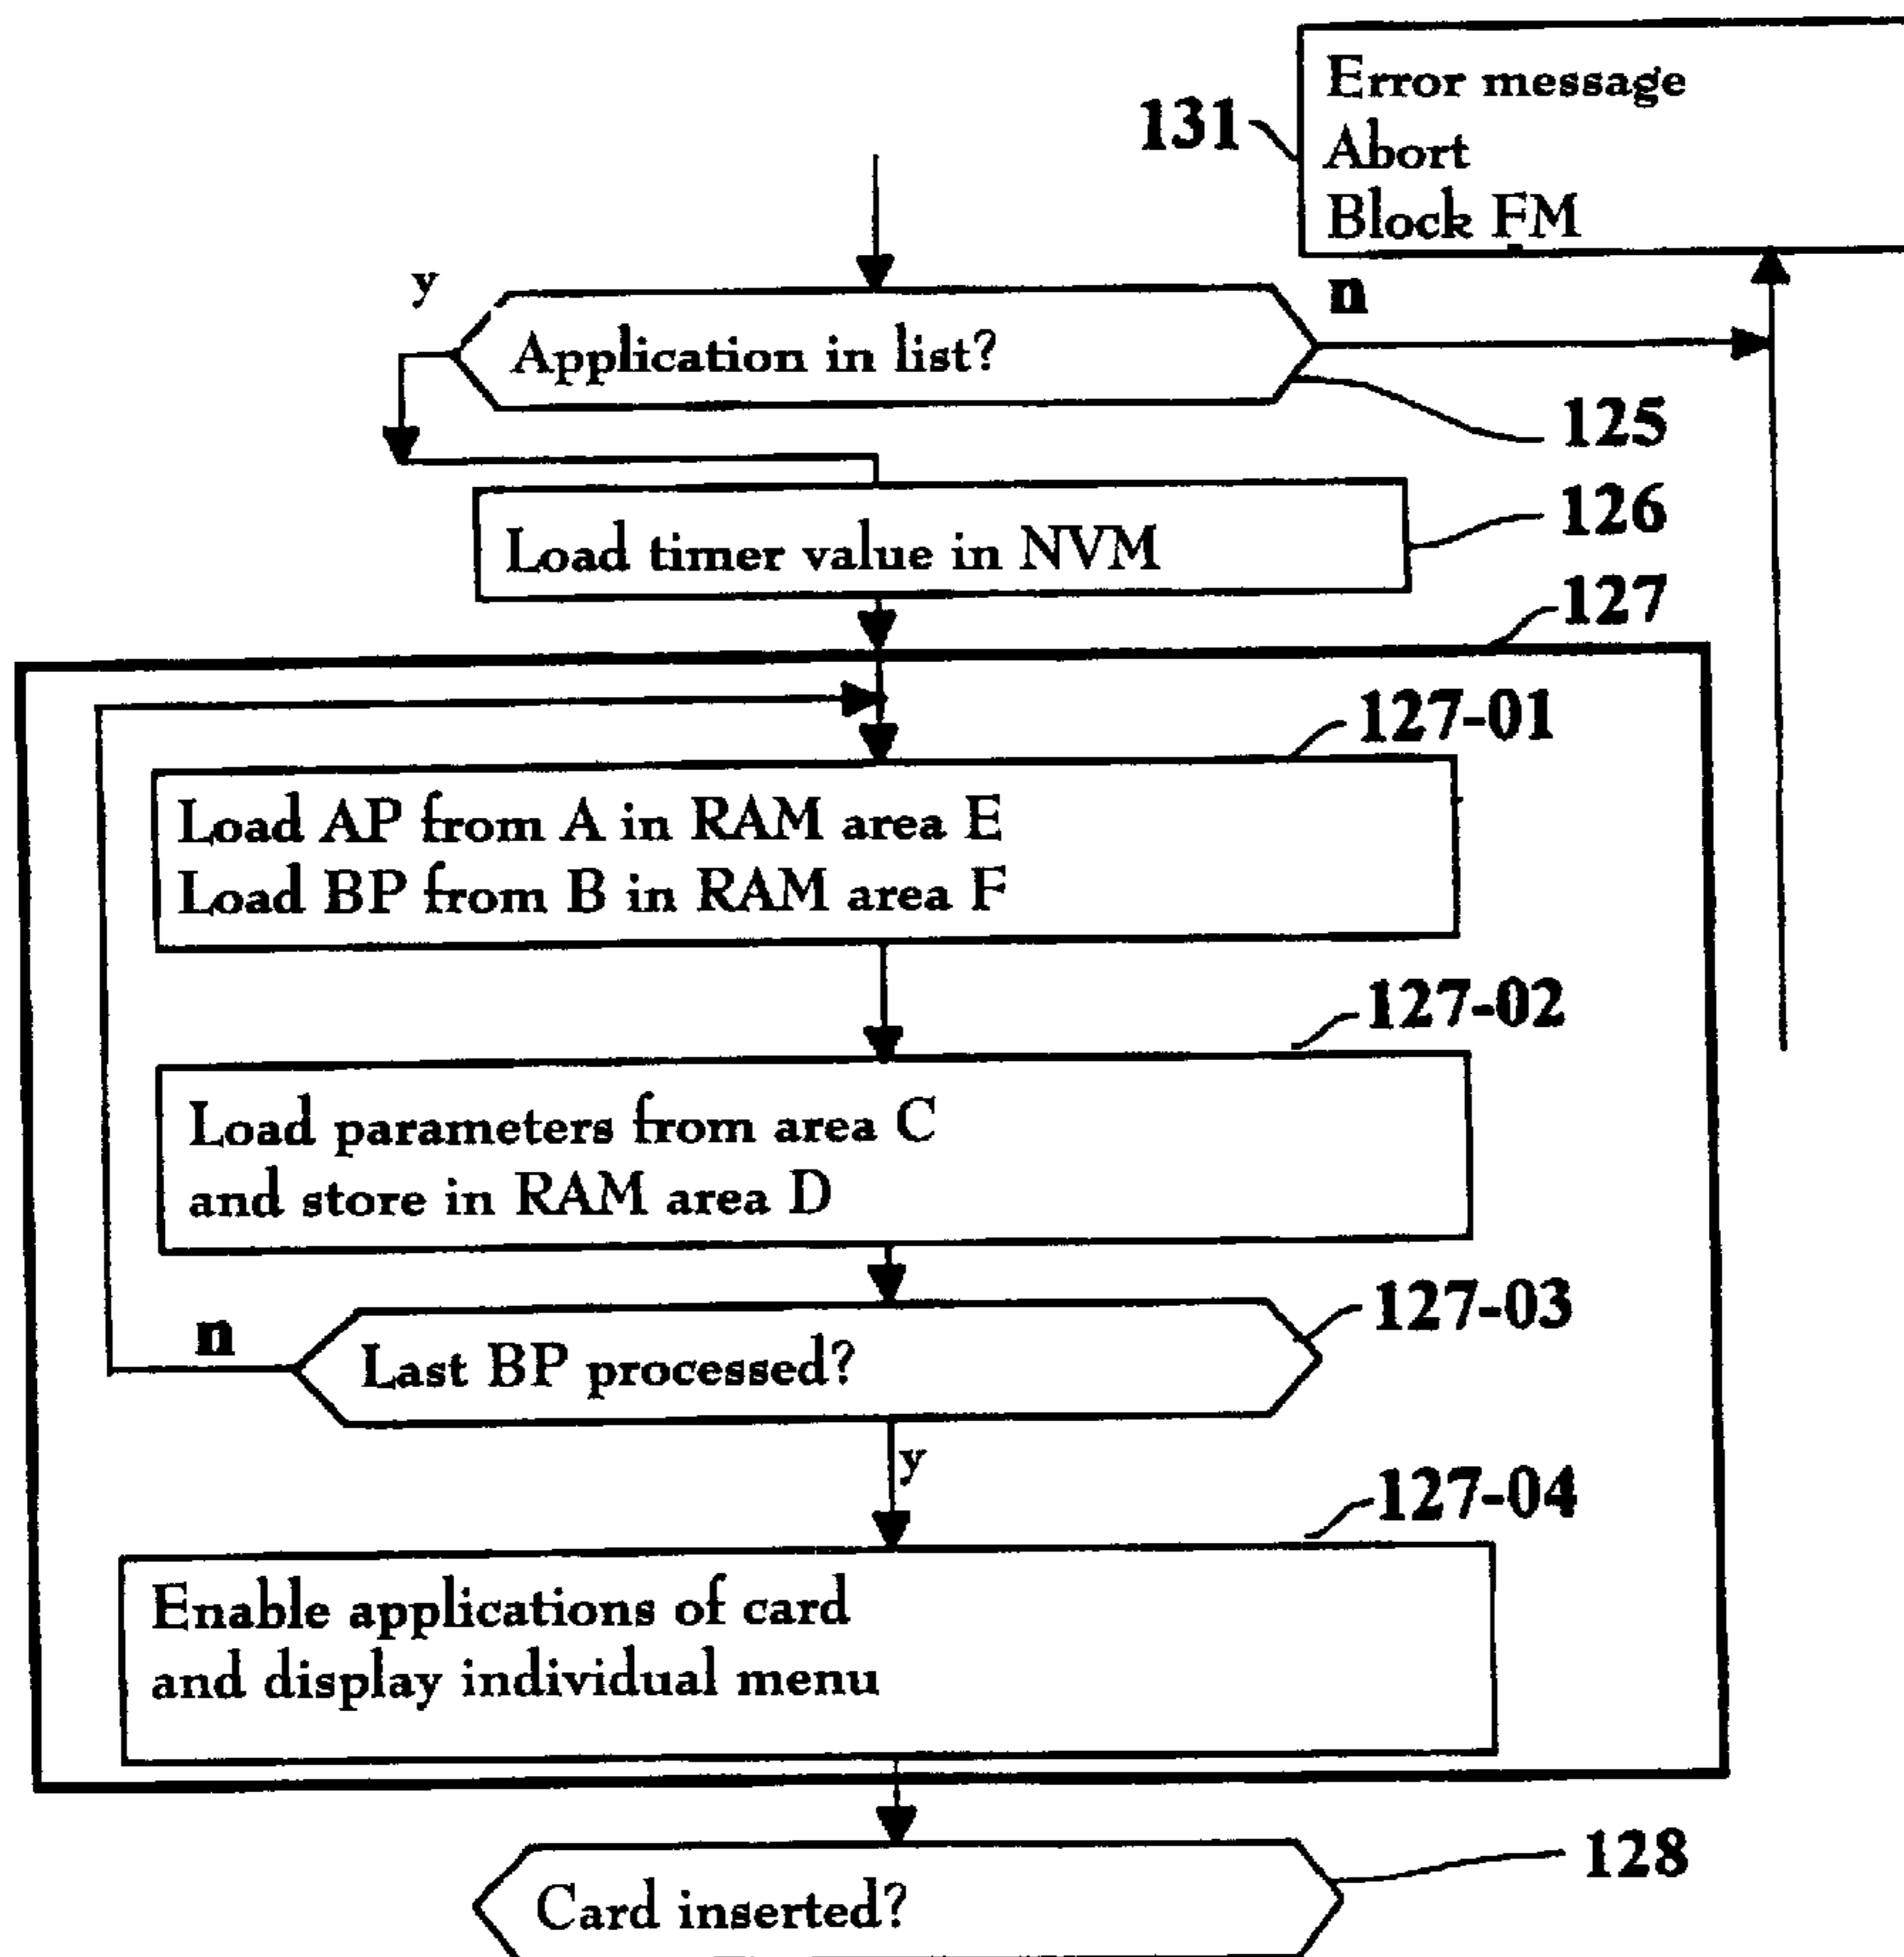 Error message
131
Abort
Block FM
y
n
Application in list?
125
126
Load timer value in NVM
127
127-01
Load AP from A in RAM area E
Load BP from B in RAM area F
127-02
Load parameters from area C
and store in RAM area D
127-03
n
Last BP processed?
y
127-04
Enable applications of card
and display individual menu
128
Card inserted?